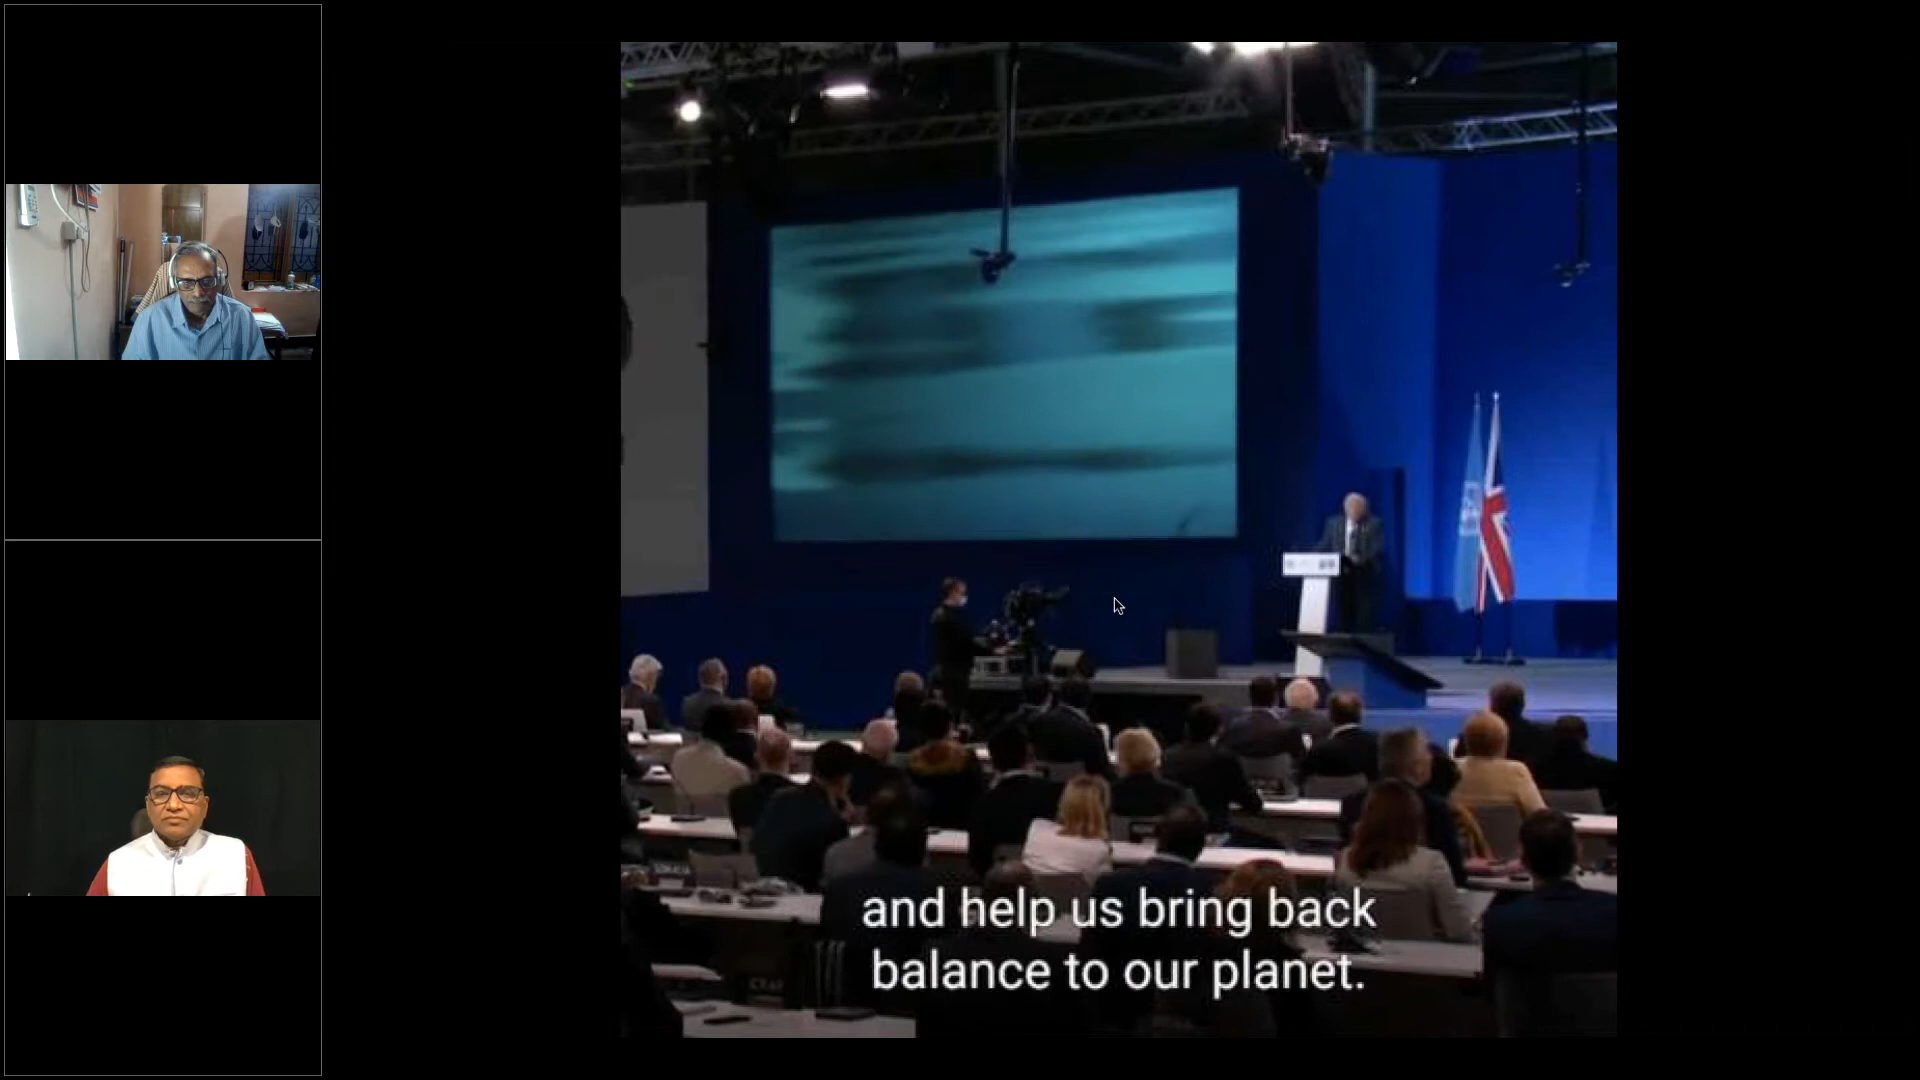 and help us bring back
balance to our planet.